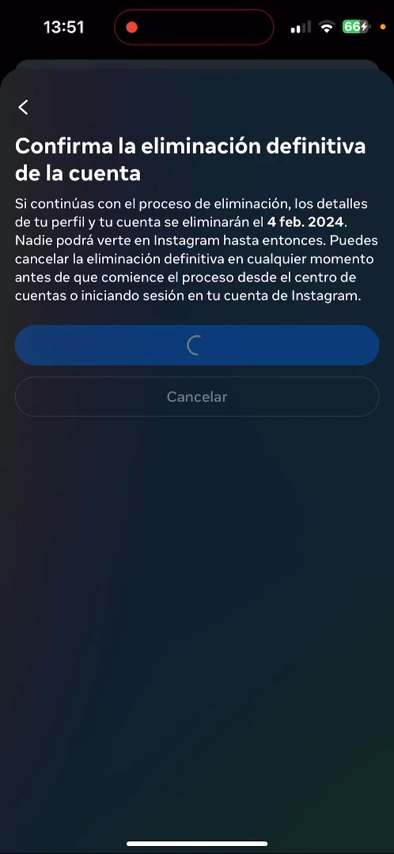 13:51
66
Confirma la eliminación definitiva
de la cuenta
Si continúas con el proceso de eliminación, los detalles
de tu perfil y tu cuenta se eliminarán el 4 feb. 2024.
Nadie podrá verte en Instagram hasta entonces. Puedes
cancelar la eliminación definitiva en cualquier momento
antes de que comience el proceso desde el centro de
cuentas o iniciando sesión en tu cuenta de Instagram.
Cancelar